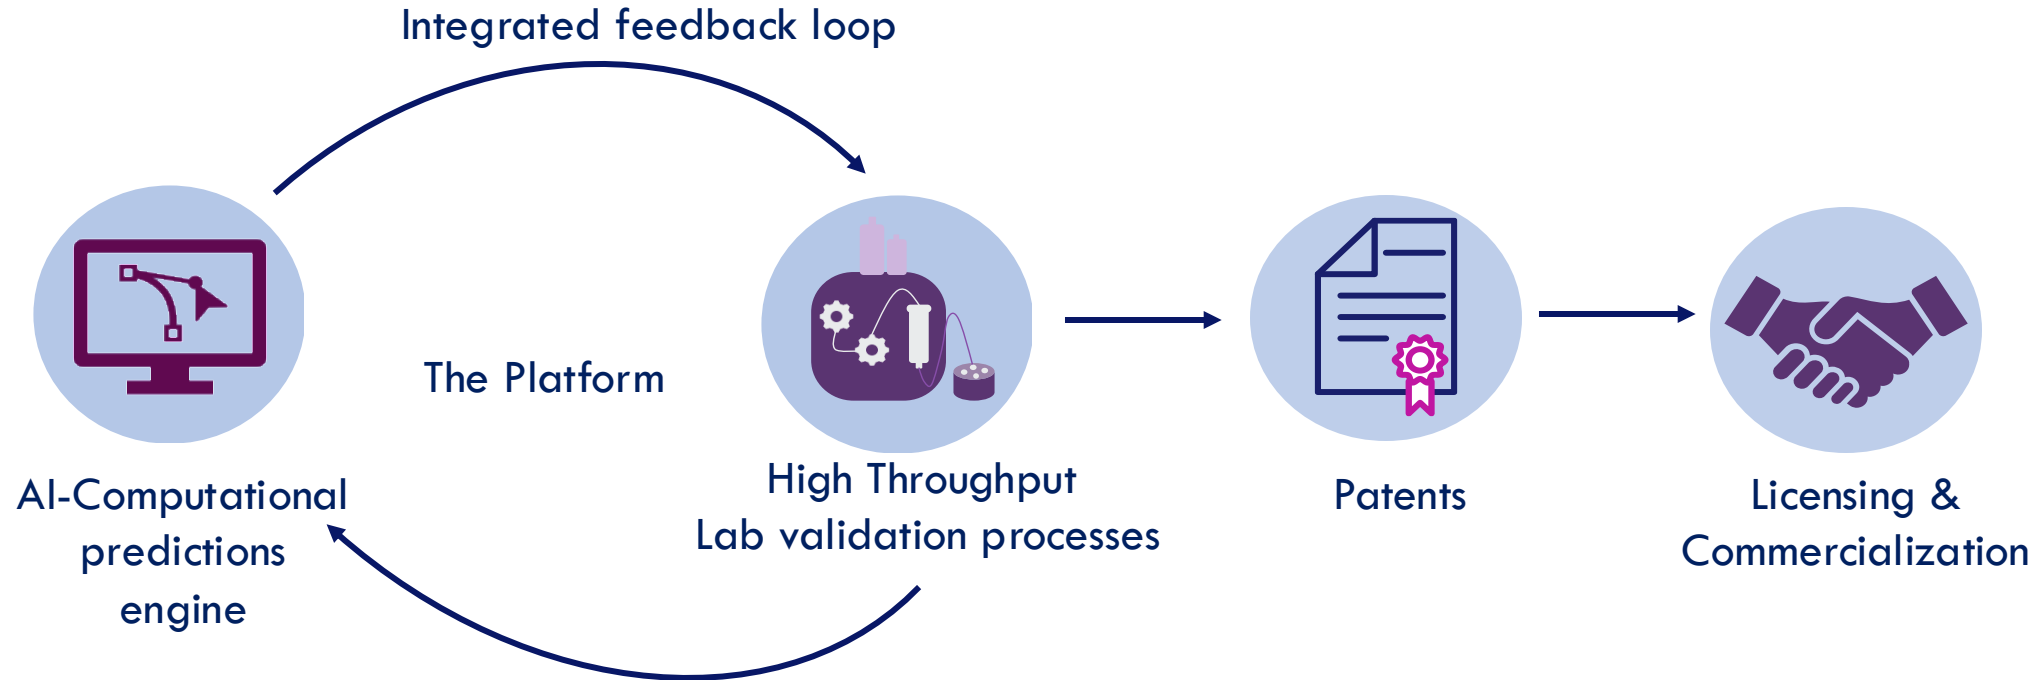 Integrated feedback loop
The Platform
AI-Computational
predictions
engine
High Throughput
Lab validation processes
Patents
Licensing &
Commercialization